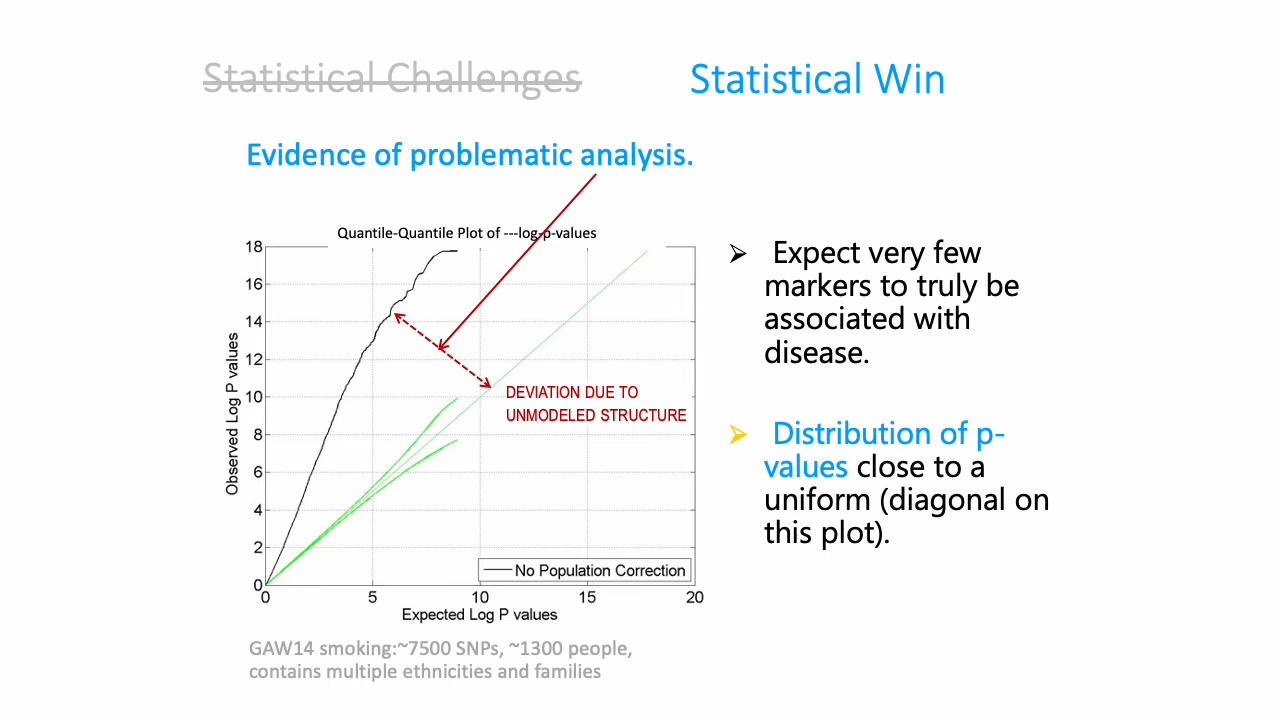 Statistical Challenges
Statistical Win
Evidence of problematic analysis.
Quantile-Quantile Plot of ---log-p-values
18
16
14
12
10
8
6
4
2
0
Observed Log P values
DEVIATION DUE TO
UNMODELED STRUCTURE
No Population Correction
0 5 10 15 20
Expected Log P values
GAW14 smoking:~7500 SNPs, ~1300 people,
contains multiple ethnicities and families
➢ Expect very few
markers to truly be
associated with
disease.
➢ Distribution of p-
values close to a
uniform (diagonal on
this plot).